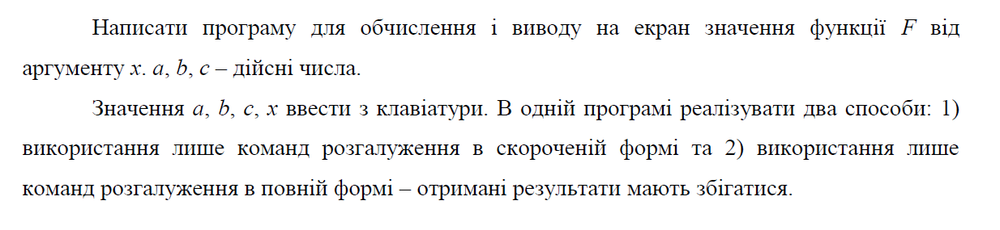 Написати програму для обчислення і виводу на екран значення функції F від
аргументу x. a, b, c – дійсні числа.
Значення a, b, c, x ввести з клавіатури. В одній програмі реалізувати два способи: 1)
використання лише команд розгалуження в скороченій формі та 2) використання лише
команд розгалуження в повній формі – отримані результати мають збігатися.